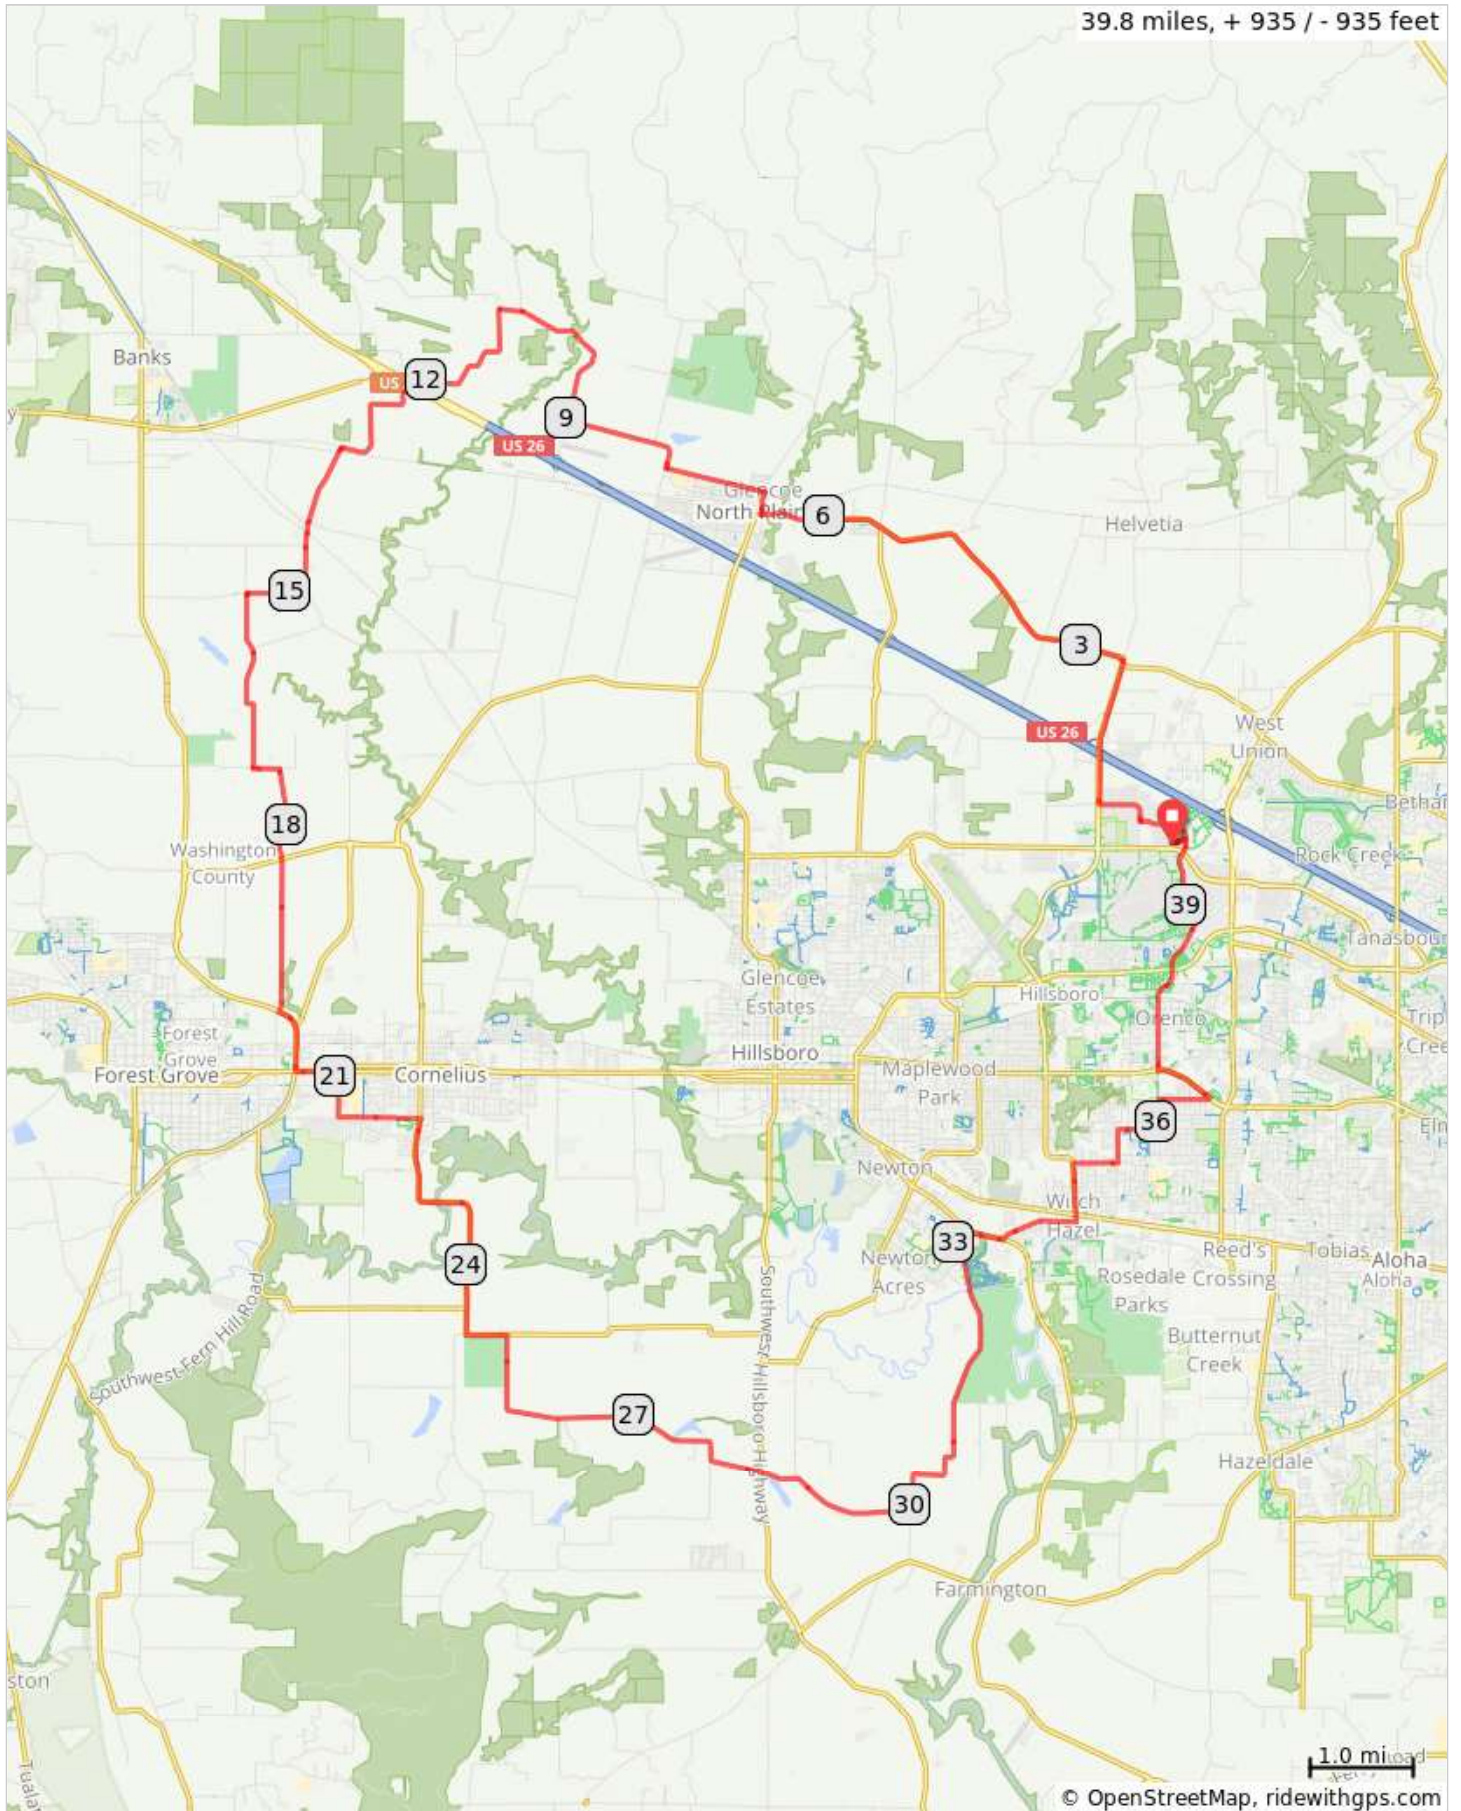 39.8 miles, + 935 / - 935 feet
Banks
US
12
9
US 26
Glencoe
North Plain
6
Helvetia
15
3
US 26
West
Union
18
Washington
County
Rock Creek
39
Glencoe
Estates
Hillsboro
Orenco
Forest
Grove
Forest Grove
21
Cornelius
Hillsboro
Maplewood
Park
36
Newton
Witch
Hazel
33
Newton
Acres
24
Reed's
Crossing
Tobias
Aloha
Aloha
Rosedale
Parks
Southwest Fern Hill Road
Southwest Hillsboro Highway
Butternut
Creek
27
Hazeldale
30
Farmington
ston
1.0 mi
© OpenStreetMap, ridewithgps.com